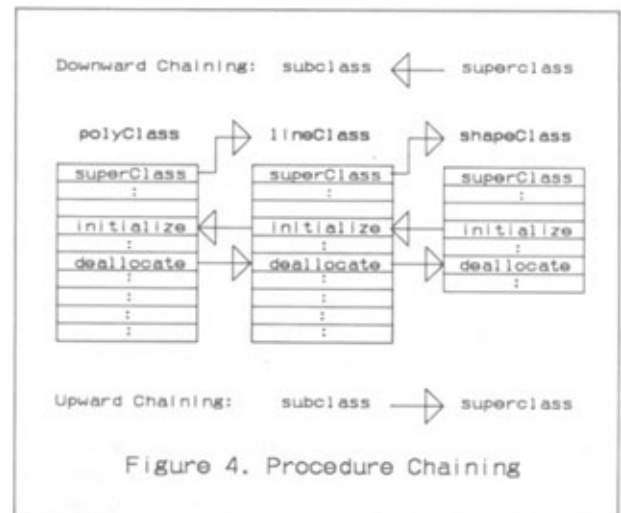 Downward Chaining: subclass superclass
polyClass lineClass shapeClass
superClass superClass superClass
: : :
initialize initialize initialize
: : :
deallocate deallocate deallocate
: : :
: :
: :
: :
Upward Chaining: subclass superclass
Figure 4. Procedure Chaining